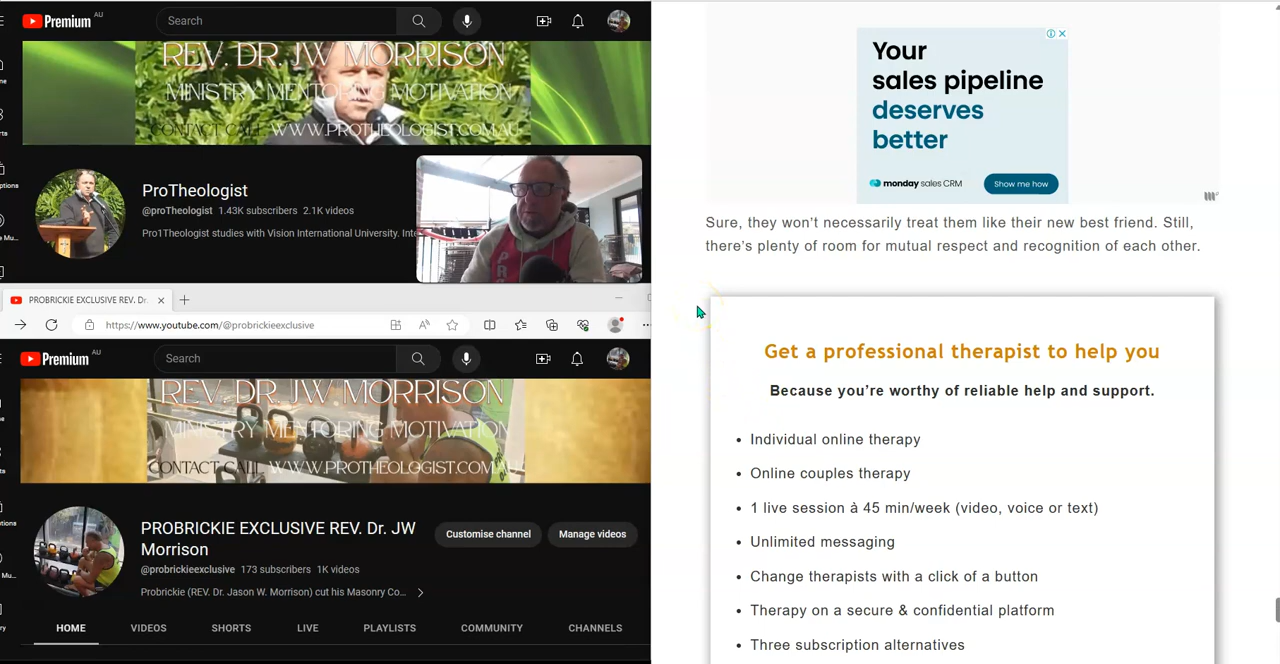 Premium AU
Search
REV. DR. JW MORRISON
MINISTRY MENTORING MOTIVATION
CONTACT CALL WWW.PROTHEOLOGIST.COM.AU
ProTheologist
@proTheologist 1.43K subscribers 2.1K videos
Pro1Theologist studies with Vision International University. Inte
PROBRICKIE EXCLUSIVE REV. Dr.
https://www.youtube.com/@probrickieexclusive
Premium AU
Search
REV. DR. JW MORRISON
MINISTRY MENTORING MOTIVATION
CONTACT CALL WWW.PROTHEOLOGIST.COM.AU
PROBRICKIE EXCLUSIVE REV. Dr. JW
Morrison
Customise channel
Manage videos
@probrickieexclusive 173 subscribers 1K videos
Probrickie (REV. Dr. Jason W. Morrison) cut his Masonry Co...
HOME VIDEOS SHORTS LIVE PLAYLISTS COMMUNITY CHANNELS
Your
sales pipeline
deserves
better
monday sales CRM
Show me how
Sure, they won't necessarily treat them like their new best friend. Still,
there's plenty of room for mutual respect and recognition of each other.
Get a professional therapist to help you
Because you're worthy of reliable help and support.
• Individual online therapy
• Online couples therapy
• 1 live session à 45 min/week (video, voice or text)
• Unlimited messaging
• Change therapists with a click of a button
• Therapy on a secure & confidential platform
• Three subscription alternatives